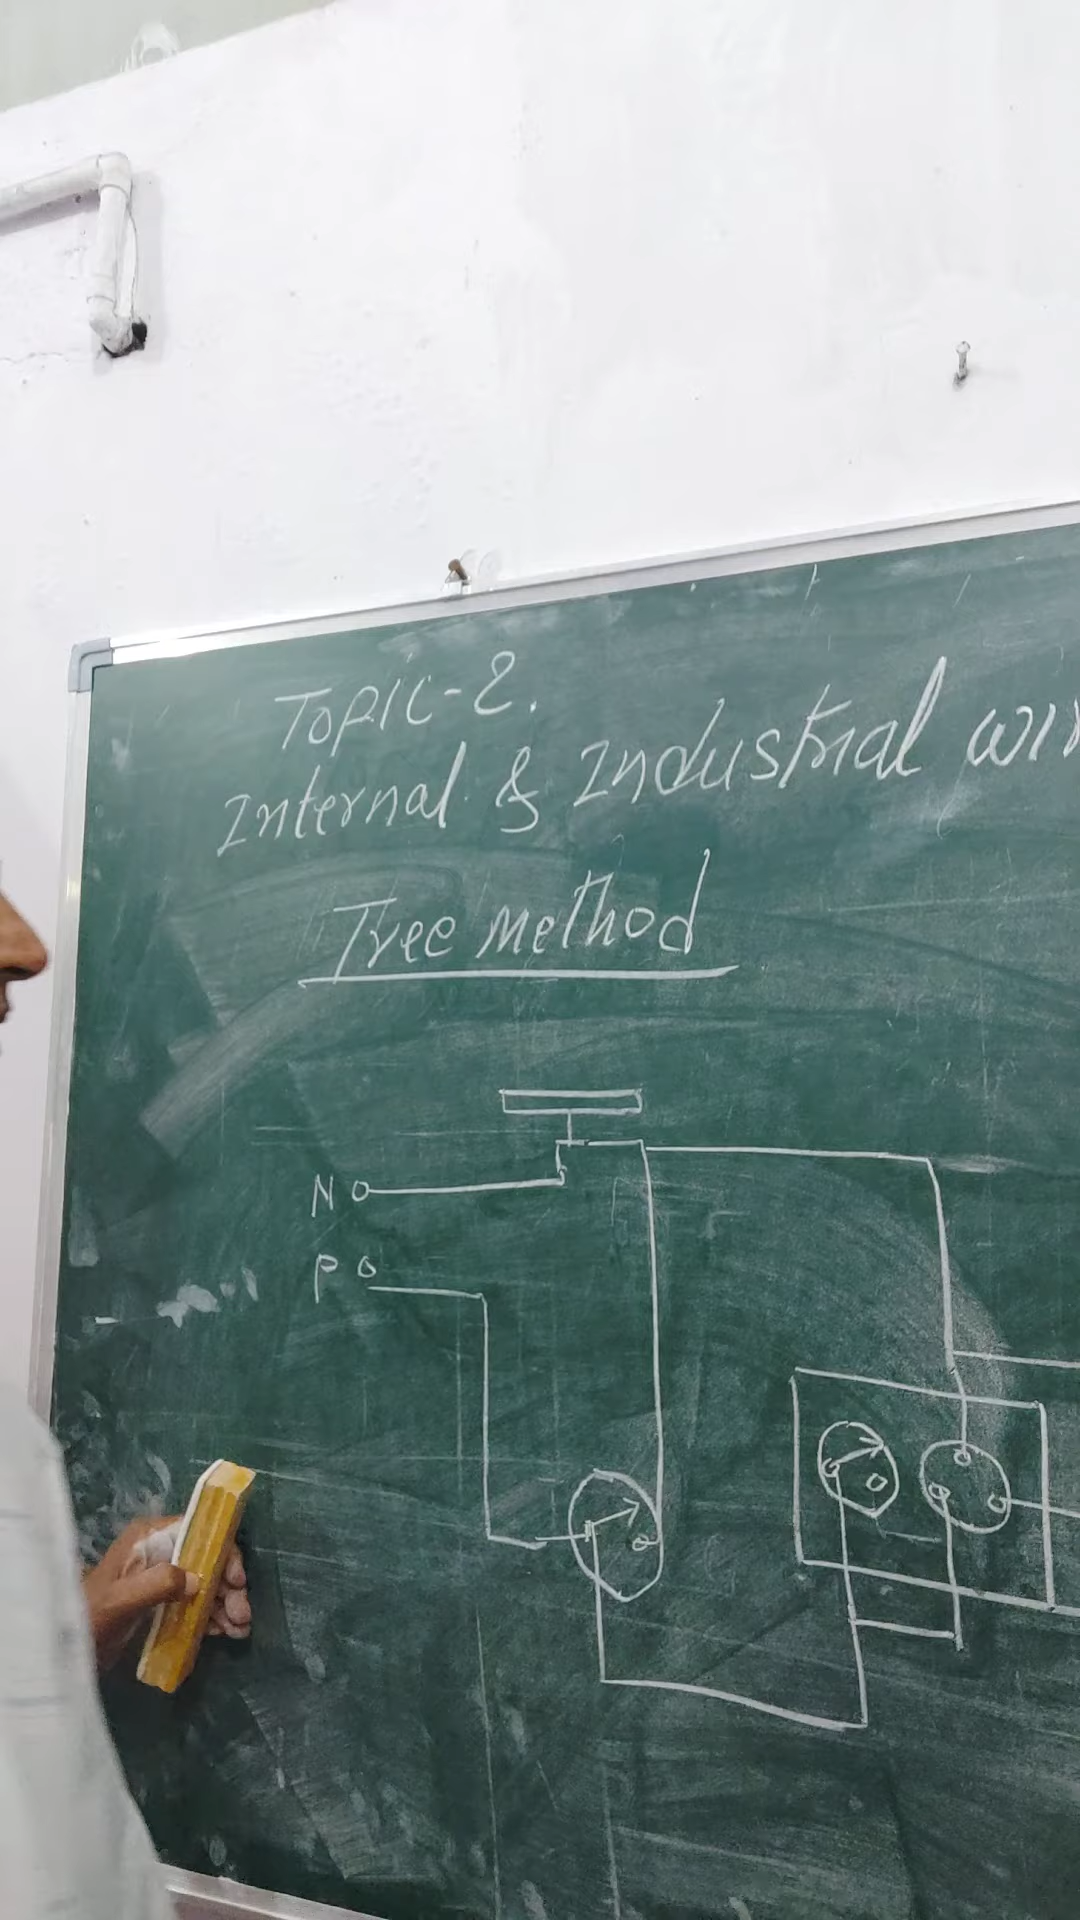 Topic-2.
Internal & Industrial
Tree Method
N
P